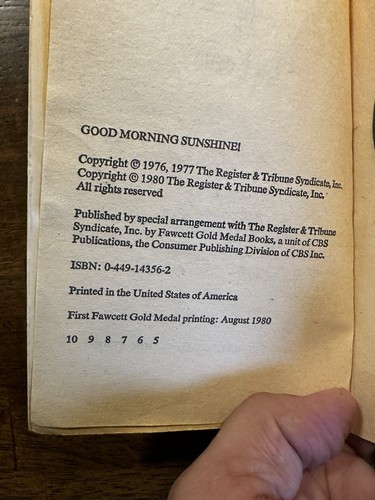 GOOD MORNING SUNSHINE!
Copyright © 1976, 1977 The Register & Tribune Syndicate, Inc.
Copyright © 1980 The Register & Tribune Syndicate, Inc.
All rights reserved
Published by special arrangement with The Register & Tribune
Syndicate, Inc. by Fawcett Gold Medal Books, a unit of CBS
Publications, the Consumer Publishing Division of CBS Inc.
ISBN: 0-449-14356-2
Printed in the United States of America
First Fawcett Gold Medal printing: August 1980
10 9 8 7 6 5